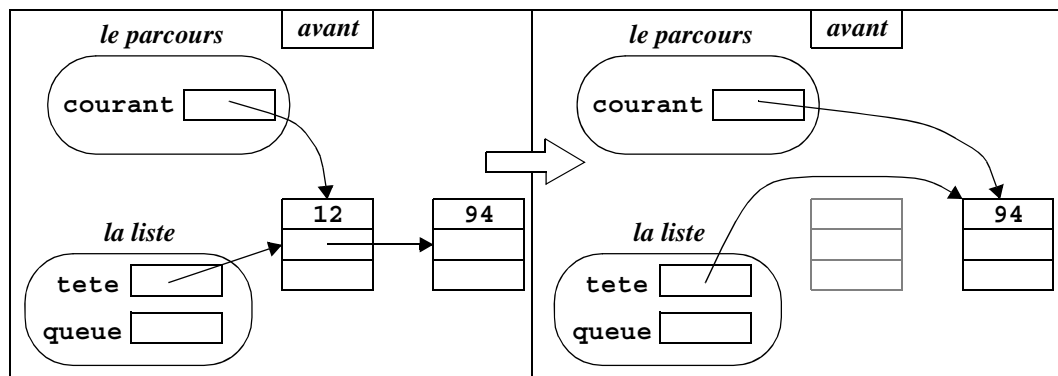 avant
le parcours
courant
12
94
la liste
tete
queue
avant
le parcours
courant
94
la liste
tete
queue